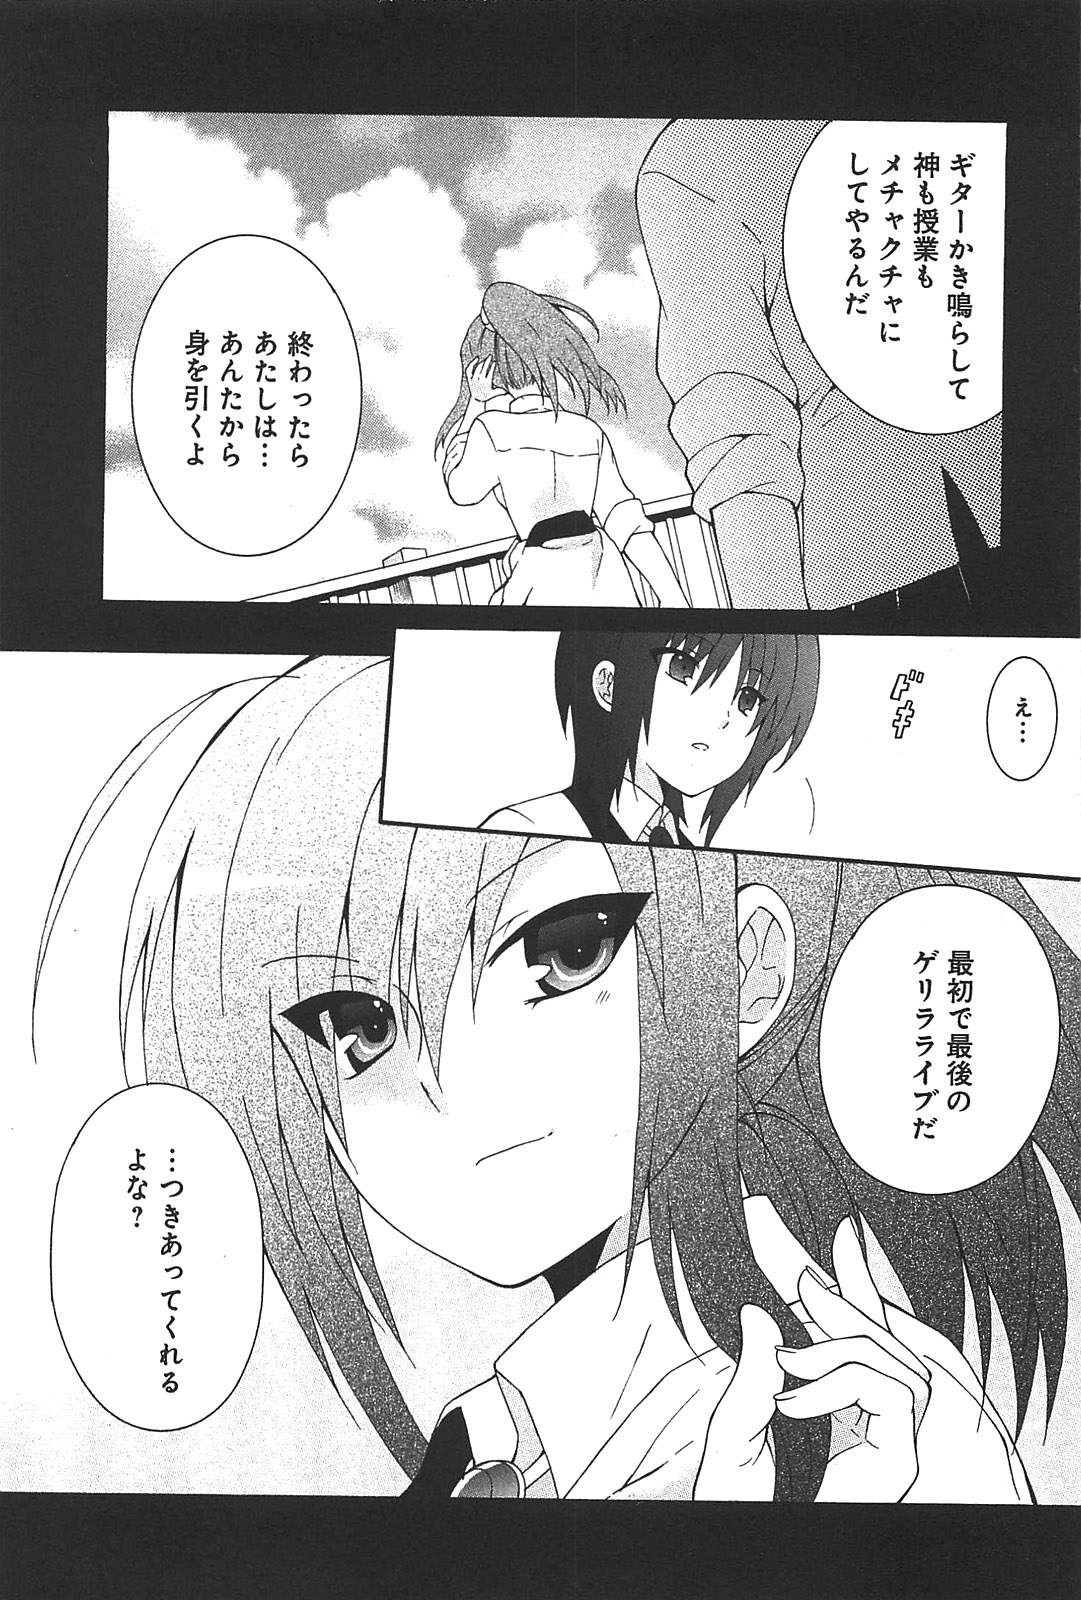 ギターかき鳴らして
神も授業も
メチャクチャに
してやるんだ
終わったら
あたしは…
あんたから
身を引くよ
え…
ドキ
最初で最後の
ゲリラライブだ
…つきあってくれる
よな?